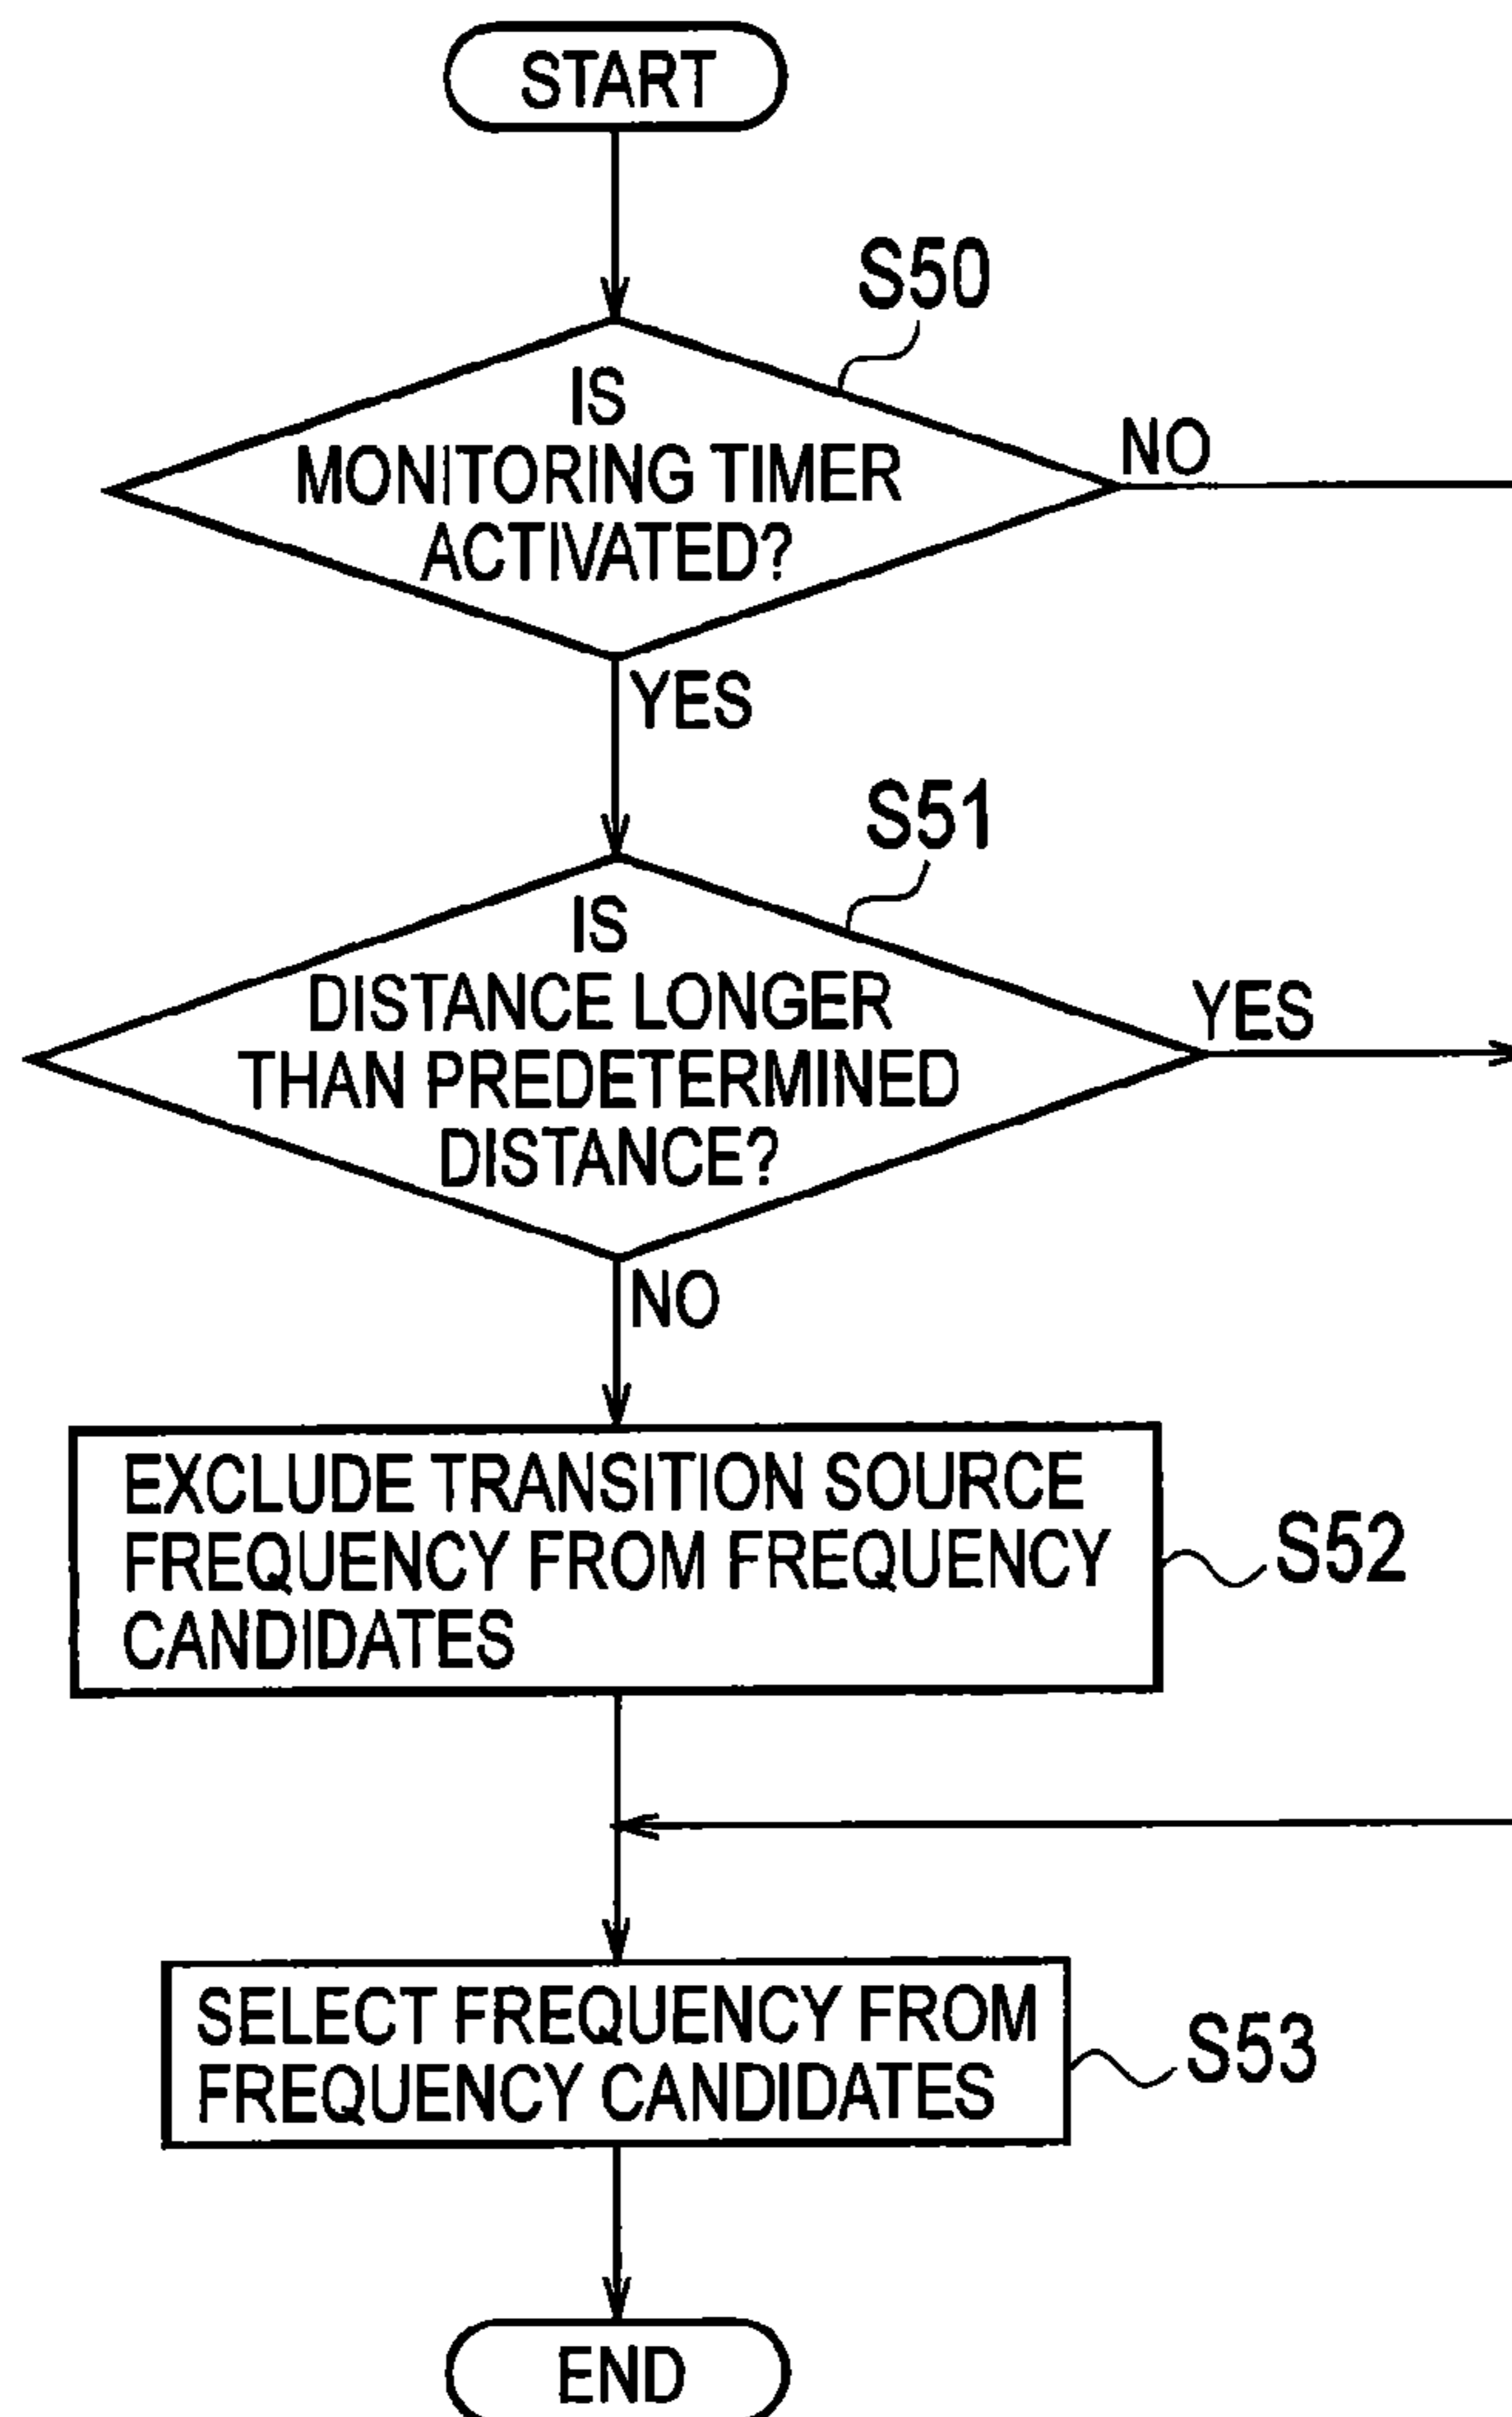 START
S50
IS
MONITORING TIMER
ACTIVATED?
NO
YES
S51
IS
DISTANCE LONGER
THAN PREDETERMINED
DISTANCE?
YES
NO
EXCLUDE TRANSITION SOURCE
FREQUENCY FROM FREQUENCY
CANDIDATES
S52
SELECT FREQUENCY FROM
FREQUENCY CANDIDATES
S53
END